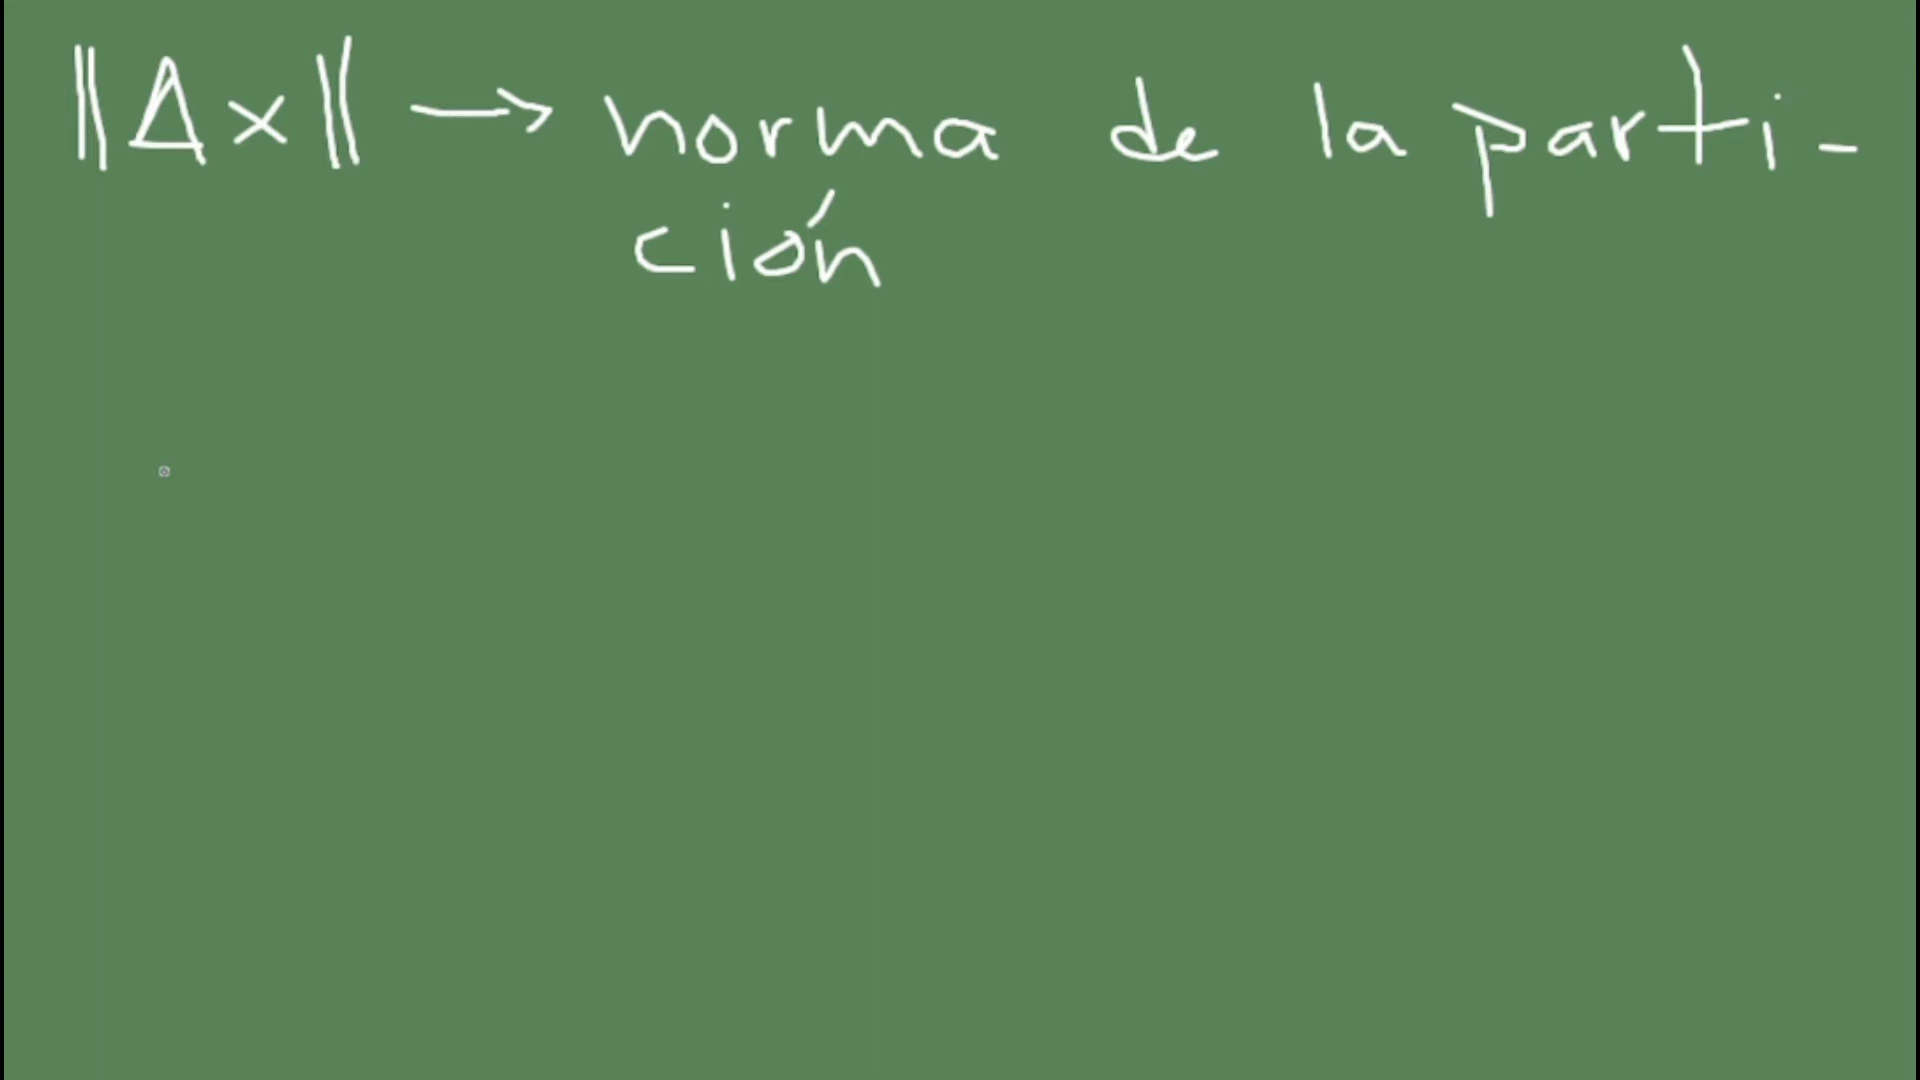 ‖Δx‖ → norma de la parti-
ción